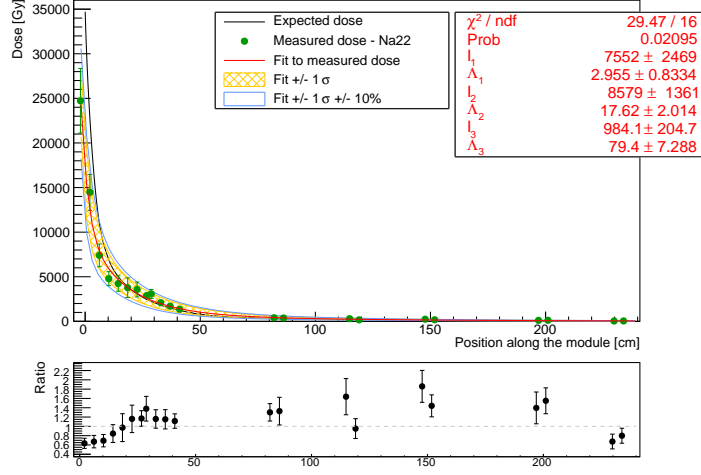 Dose [Gy]
35000
30000
25000
20000
15000
10000
5000
0
0 50 100 150 200
Position along the module [cm]
Expected dose
Measured dose - Na22
Fit to measured dose
Fit +/- 1 σ
Fit +/- 1 σ +/- 10%
χ² / ndf 29.47 / 16
Prob 0.02095
I₁ 7552 ± 2469
Λ₁ 2.955 ± 0.8334
I₂ 8579 ± 1361
Λ₂ 17.62 ± 2.014
I₃ 984.1 ± 204.7
Λ₃ 79.4 ± 7.288
Ratio
2.2
2
1.8
1.6
1.4
1.2
1
0.8
0.6
0.4
0 50 100 150 200